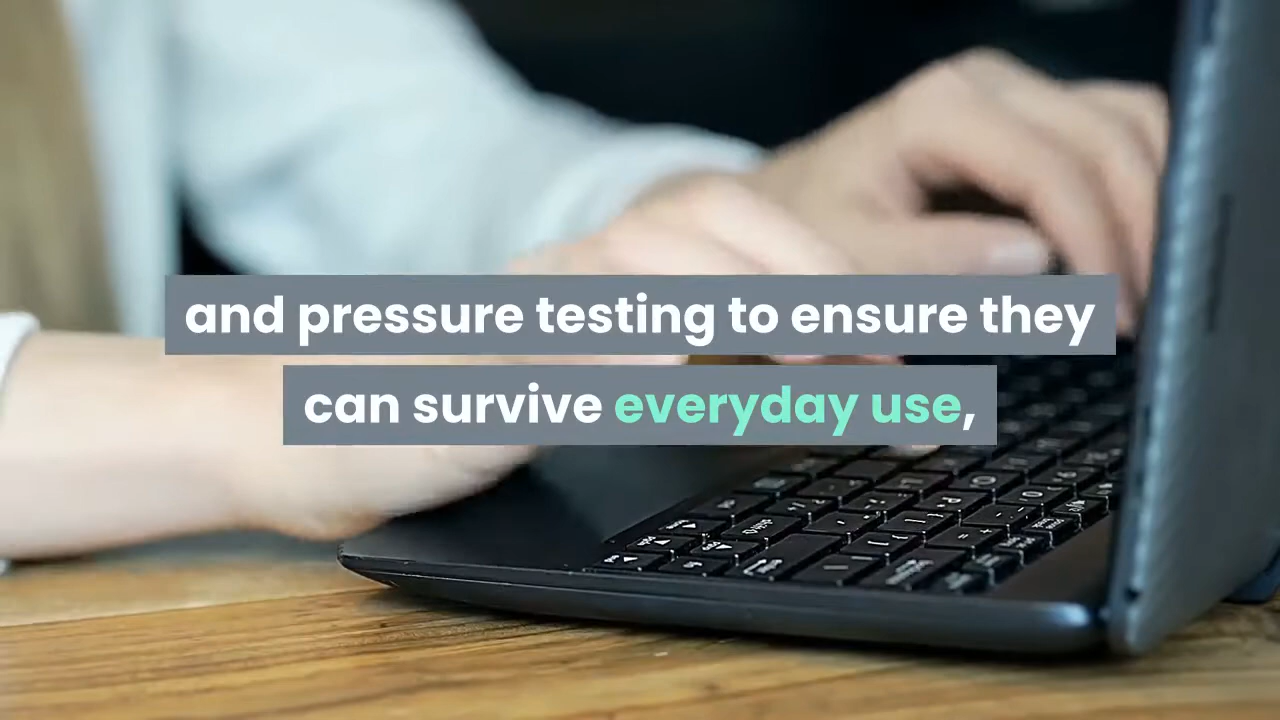 and pressure testing to ensure they
can survive everyday use,